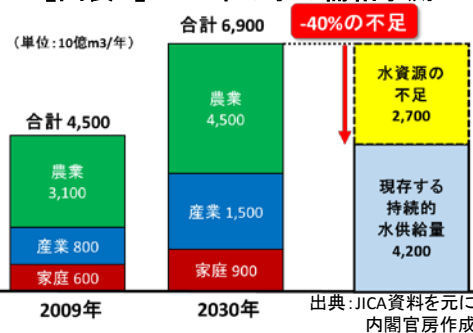 合計 6,900
-40%の不足
（単位:10億m3/年）
農業
4,500
水資源の
不足
2,700
合計 4,500
農業
3,100
産業 1,500
現存する
持続的
水供給量
4,200
産業 800
家庭 600
家庭 900
2009年
2030年
出典:JICA資料を元に
内閣官房作成